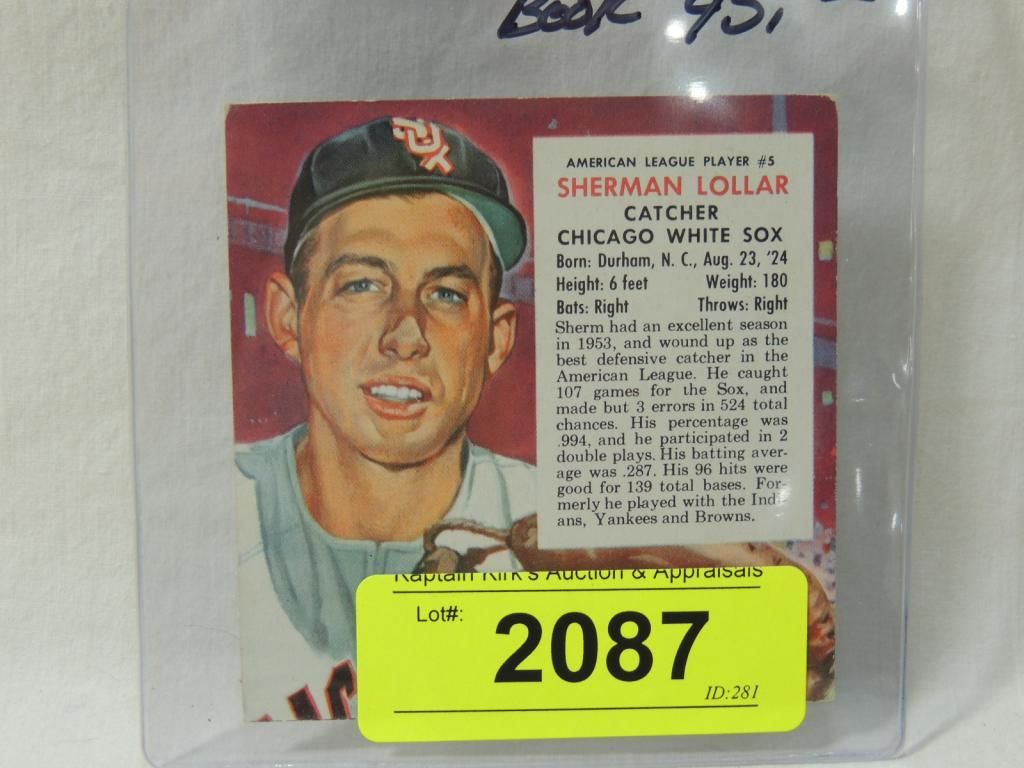 Book 45.
SOX
AMERICAN LEAGUE PLAYER #5
SHERMAN LOLLAR
CATCHER
CHICAGO WHITE SOX
Born: Durham, N. C., Aug. 23, '24
Height: 6 feet Weight: 180
Bats: Right Throws: Right
Sherm had an excellent season
in 1953, and wound up as the
best defensive catcher in the
American League. He caught
107 games for the Sox, and
made but 3 errors in 524 total
chances. His percentage was
.994, and he participated in 2
double plays. His batting aver-
age was .287. His 96 hits were
good for 139 total bases. For-
merly he played with the Indi-
ans, Yankees and Browns.
Kaptain Kirk's Auction & Appraisals
Lot#:
2087
ID:281